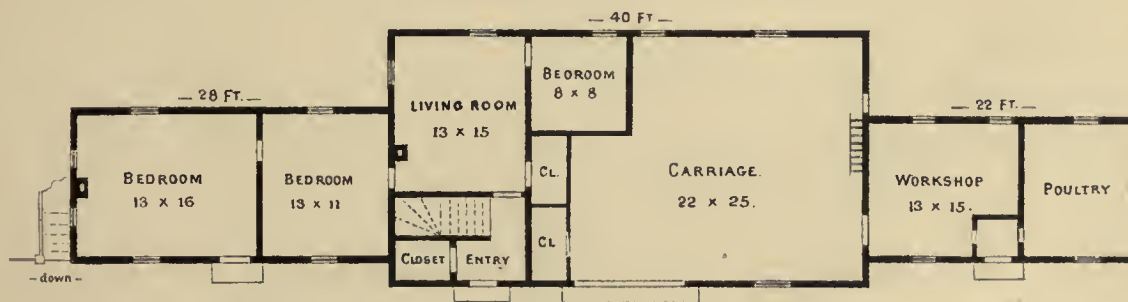 — 28 FT. —
— 40 FT —
— 22 FT. —
BEDROOM
13 × 16
BEDROOM
13 × 11
LIVING ROOM
13 × 15
BEDROOM
8 × 8
CL.
CL
CLOSET
ENTRY
CARRIAGE.
22 × 25.
WORKSHOP
13 × 15.
POULTRY
– down –